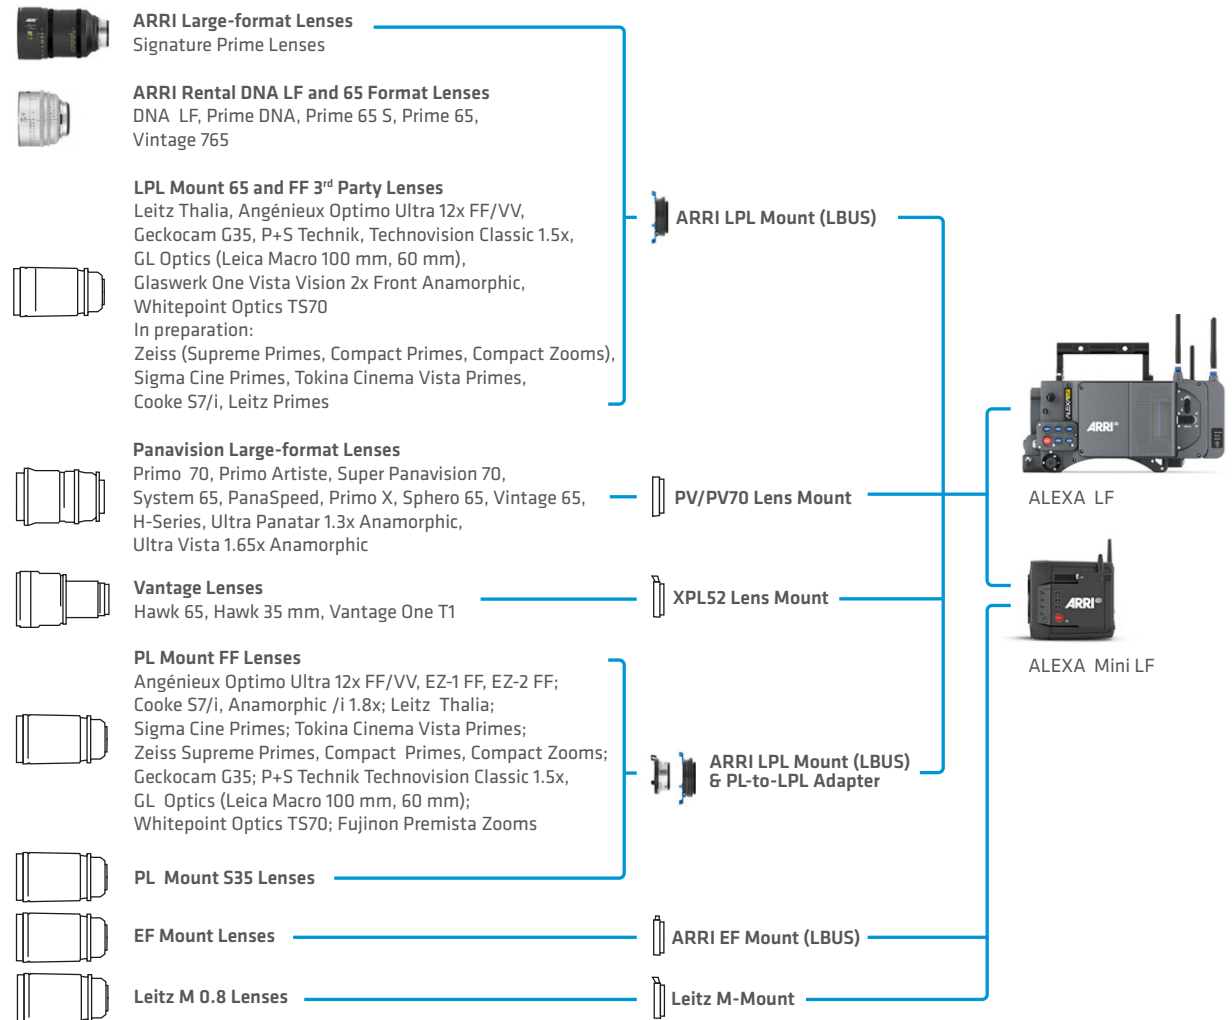 ARRI Large-format Lenses
Signature Prime Lenses
ARRI Rental DNA LF and 65 Format Lenses
DNA LF, Prime DNA, Prime 65 S, Prime 65,
Vintage 765
LPL Mount 65 and FF 3rd Party Lenses
Leitz Thalia, Angénieux Optimo Ultra 12x FF/VV,
Geckocam G35, P+S Technik, Technovision Classic 1.5x,
GL Optics (Leica Macro 100 mm, 60 mm),
Glaswerk One Vista Vision 2x Front Anamorphic,
Whitepoint Optics TS70
In preparation:
Zeiss (Supreme Primes, Compact Primes, Compact Zooms),
Sigma Cine Primes, Tokina Cinema Vista Primes,
Cooke S7/i, Leitz Primes
ARRI LPL Mount (LBUS)
Panavision Large-format Lenses
Primo 70, Primo Artiste, Super Panavision 70,
System 65, PanaSpeed, Primo X, Sphero 65, Vintage 65,
H-Series, Ultra Panatar 1.3x Anamorphic,
Ultra Vista 1.65x Anamorphic
PV/PV70 Lens Mount
Vantage Lenses
Hawk 65, Hawk 35 mm, Vantage One T1
XPL52 Lens Mount
PL Mount FF Lenses
Angénieux Optimo Ultra 12x FF/VV, EZ-1 FF, EZ-2 FF;
Cooke S7/i, Anamorphic /i 1.8x; Leitz Thalia;
Sigma Cine Primes; Tokina Cinema Vista Primes;
Zeiss Supreme Primes, Compact Primes, Compact Zooms;
Geckocam G35; P+S Technik Technovision Classic 1.5x,
GL Optics (Leica Macro 100 mm, 60 mm);
Whitepoint Optics TS70; Fujinon Premista Zooms
ARRI LPL Mount (LBUS)
& PL-to-LPL Adapter
PL Mount S35 Lenses
EF Mount Lenses
ARRI EF Mount (LBUS)
Leitz M 0.8 Lenses
Leitz M-Mount
ARRI
ALEXA LF
ALEXA LF
ARRI
ALEXA Mini LF